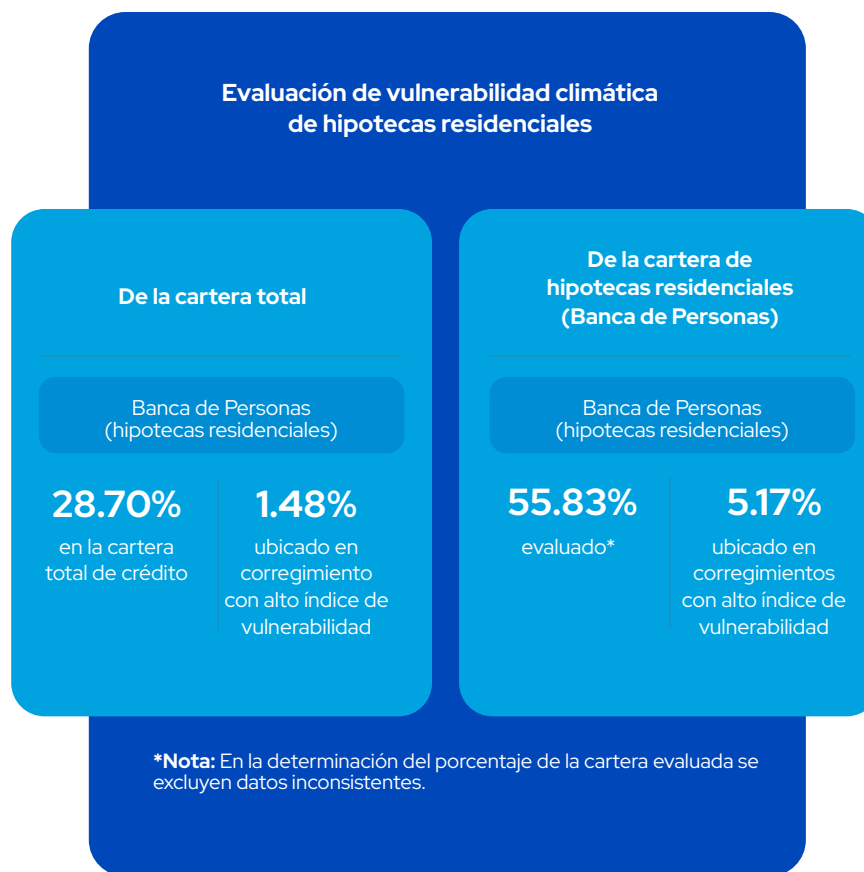 Evaluación de vulnerabilidad climática
de hipotecas residenciales
De la cartera total
Banca de Personas
(hipotecas residenciales)
28.70%
en la cartera
total de crédito
1.48%
ubicado en
corregimiento
con alto índice de
vulnerabilidad
De la cartera de
hipotecas residenciales
(Banca de Personas)
Banca de Personas
(hipotecas residenciales)
55.83%
evaluado*
5.17%
ubicado en
corregimientos
con alto índice de
vulnerabilidad
*Nota: En la determinación del porcentaje de la cartera evaluada se
excluyen datos inconsistentes.